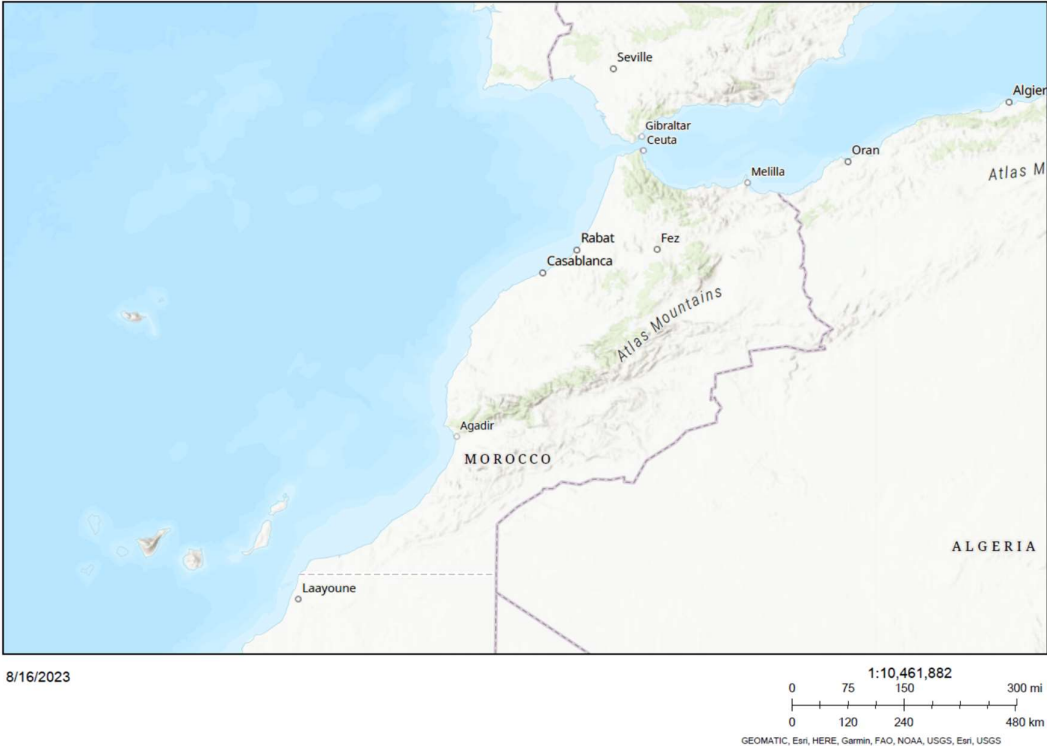 Seville
Algier
Gibraltar
Ceuta
Oran
Atlas M
Melilla
Rabat
Fez
Casablanca
Atlas Mountains
Agadir
MOROCCO
ALGERIA
Laayoune
8/16/2023
1:10,461,882
0 75 150 300 mi
0 120 240 480 km
GEOMATIC, Esri, HERE, Garmin, FAO, NOAA, USGS, Esri, USGS